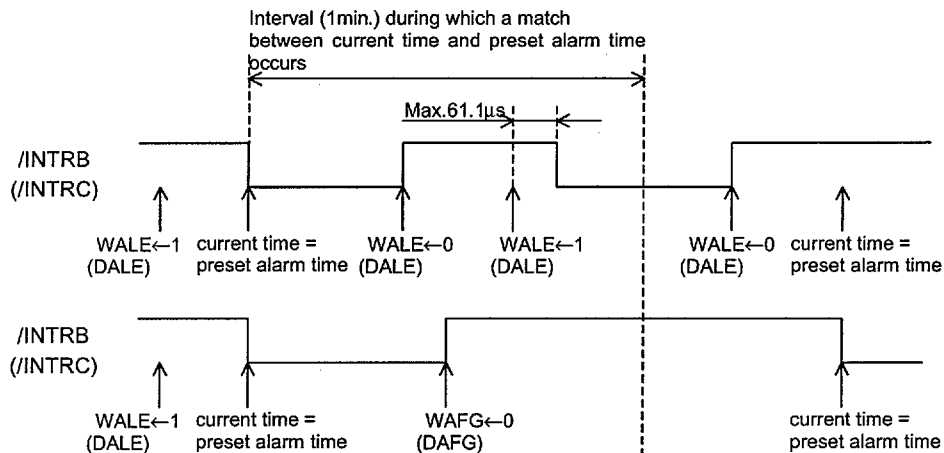 Interval (1min.) during which a match
between current time and preset alarm time
occurs
Max.61.1µs
/INTRB
(/INTRC)
WALE←1
(DALE)
current time =
preset alarm time
WALE←0
(DALE)
WALE←1
(DALE)
WALE←0
(DALE)
current time =
preset alarm time
/INTRB
(/INTRC)
WALE←1
(DALE)
current time =
preset alarm time
WAFG←0
(DAFG)
current time =
preset alarm time